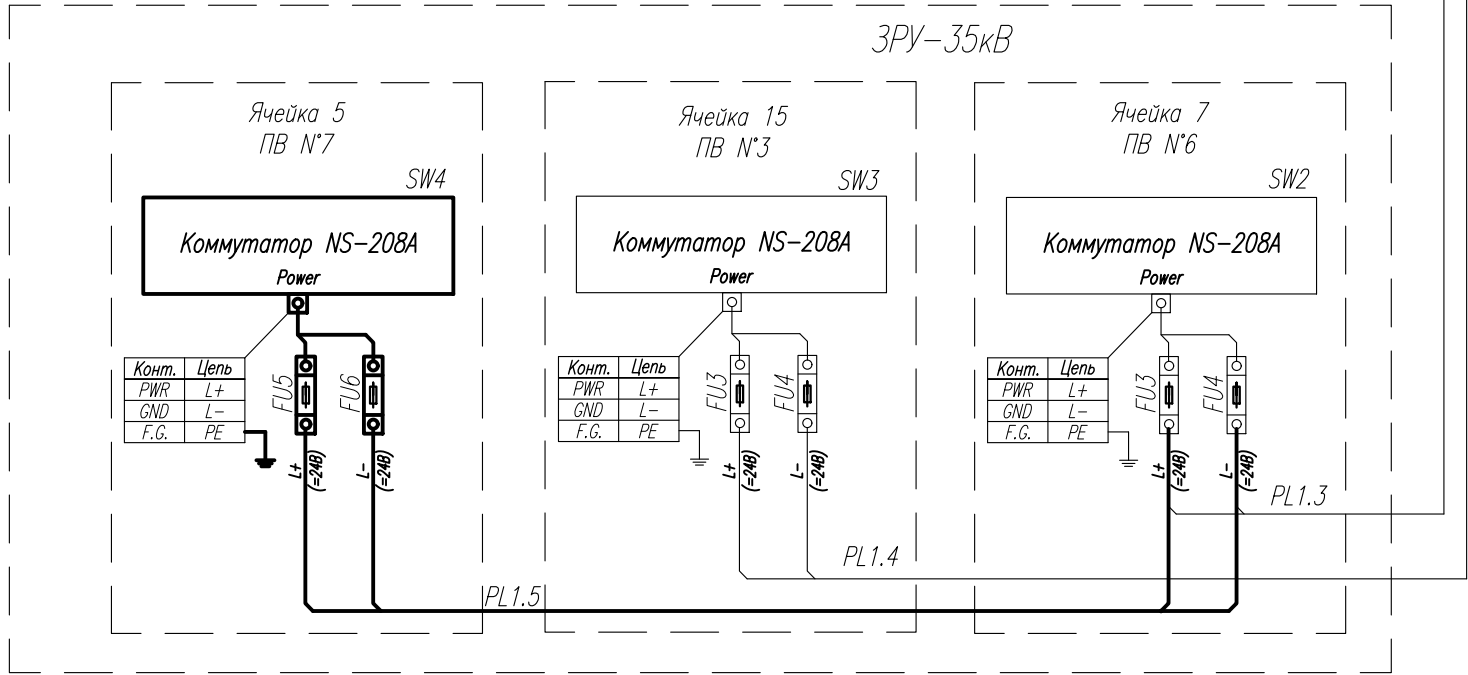 ЗРУ-35кВ
Ячейка 5
ПВ N°7
SW4
Коммутатор NS-208A
Power
Конт. Цепь
PWR L+
GND L-
F.G. PE
FU5
FU6
L+
(=24В)
L-
(=24В)
PL1.5
Ячейка 15
ПВ N°3
SW3
Коммутатор NS-208A
Power
Конт. Цепь
PWR L+
GND L-
F.G. PE
FU3
FU4
L+
(=24В)
L-
(=24В)
PL1.4
Ячейка 7
ПВ N°6
SW2
Коммутатор NS-208A
Power
Конт. Цепь
PWR L+
GND L-
F.G. PE
FU3
FU4
L+
(=24В)
L-
(=24В)
PL1.3